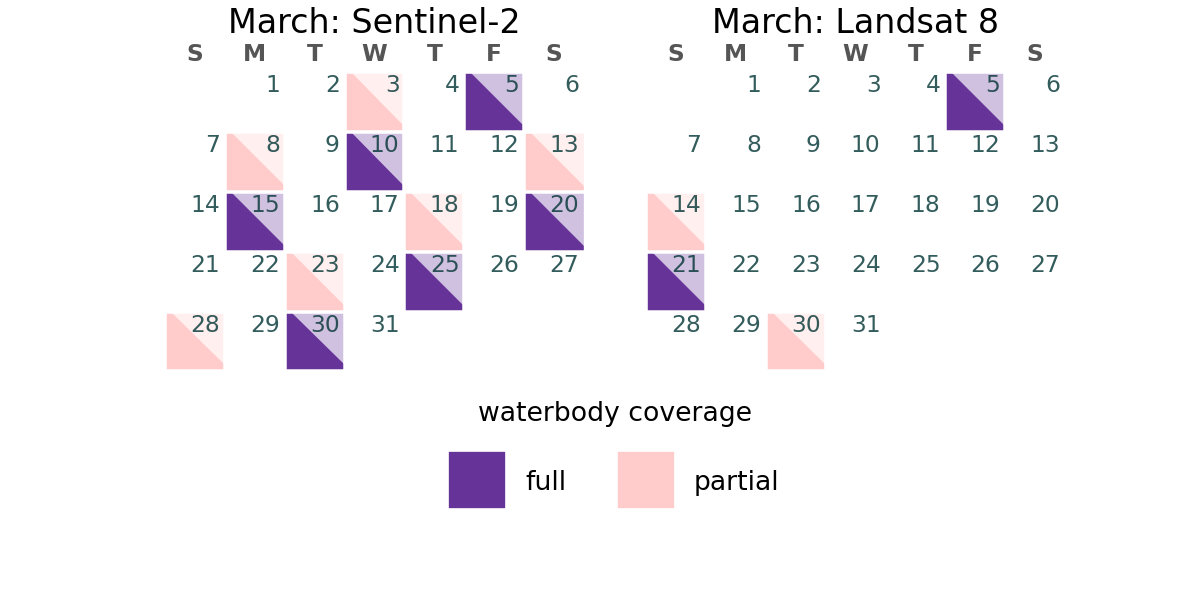 March: Sentinel-2
S M T W T F S
1 2 3 4 5 6
7 8 9 10 11 12 13
14 15 16 17 18 19 20
21 22 23 24 25 26 27
28 29 30 31
March: Landsat 8
S M T W T F S
1 2 3 4 5 6
7 8 9 10 11 12 13
14 15 16 17 18 19 20
21 22 23 24 25 26 27
28 29 30 31
waterbody coverage
full
partial